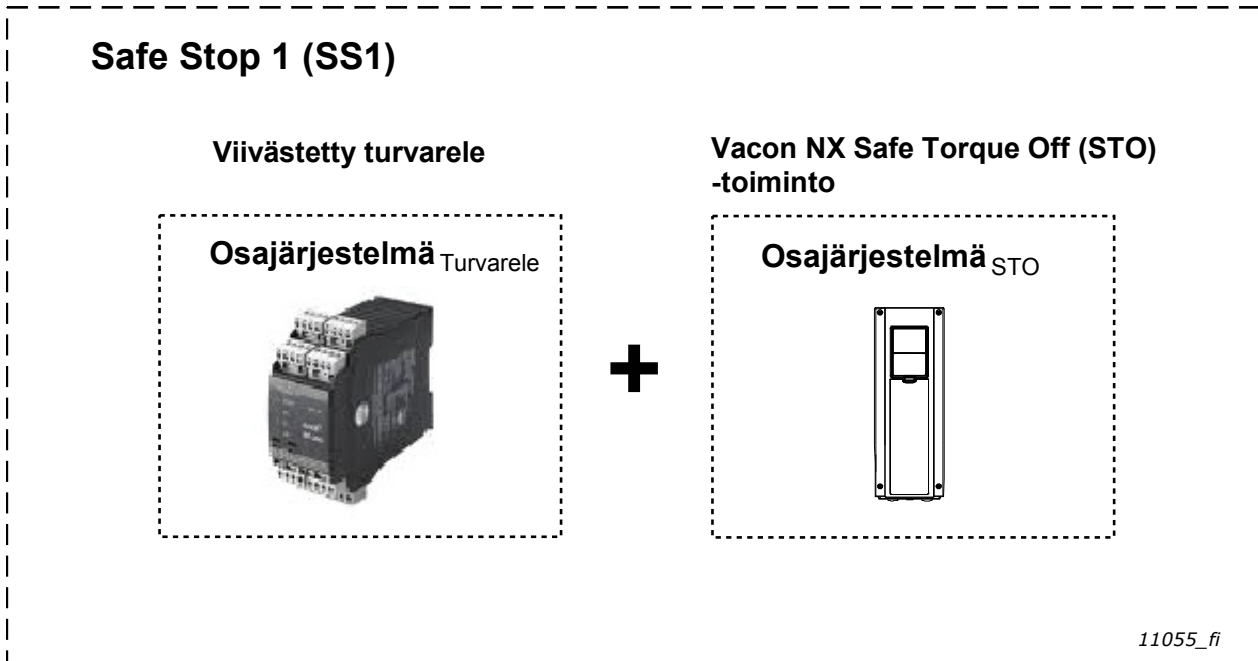 Safe Stop 1 (SS1)
Viivästetty turvarele
Vacon NX Safe Torque Off (STO)
-toiminto
Osajärjestelmä Turvarele
Osajärjestelmä STO
+
11055_fi